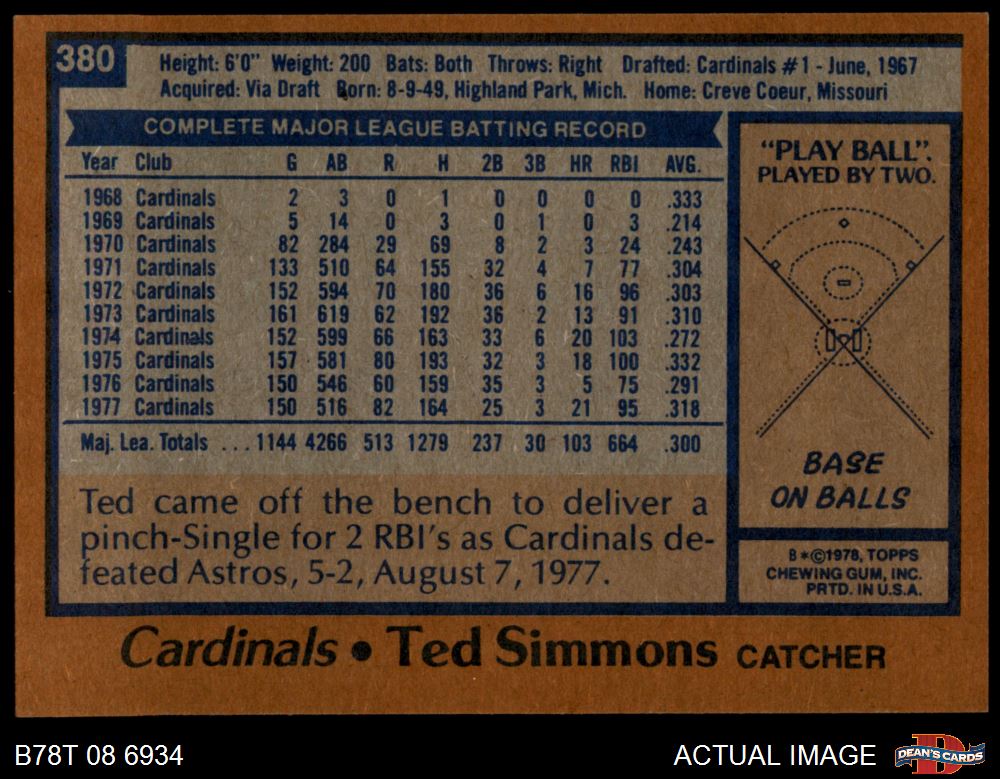 380
Height: 6'0" Weight: 200 Bats: Both Throws: Right Drafted: Cardinals #1 - June, 1967
Acquired: Via Draft Born: 8-9-49, Highland Park, Mich. Home: Creve Coeur, Missouri
COMPLETE MAJOR LEAGUE BATTING RECORD
Year Club G AB R H 2B 3B HR RBI AVG.
1968 Cardinals 2 3 0 1 0 0 0 0 .333
1969 Cardinals 5 14 0 3 0 1 0 3 .214
1970 Cardinals 82 284 29 69 8 2 3 24 .243
1971 Cardinals 133 510 64 155 32 4 7 77 .304
1972 Cardinals 152 594 70 180 36 6 16 96 .303
1973 Cardinals 161 619 62 192 36 2 13 91 .310
1974 Cardinals 152 599 66 163 33 6 20 103 .272
1975 Cardinals 157 581 80 193 32 3 18 100 .332
1976 Cardinals 150 546 60 159 35 3 5 75 .291
1977 Cardinals 150 516 82 164 25 3 21 95 .318
Maj. Lea. Totals ... 1144 4266 513 1279 237 30 103 664 .300
Ted came off the bench to deliver a
pinch-Single for 2 RBI's as Cardinals de-
feated Astros, 5-2, August 7, 1977.
"PLAY BALL".
PLAYED BY TWO.
BASE
ON BALLS
B*©1978, TOPPS
CHEWING GUM, INC.
PRTD. IN U.S.A.
Cardinals • Ted Simmons CATCHER
B78T 08 6934
ACTUAL IMAGE
D
DEAN'S CARDS